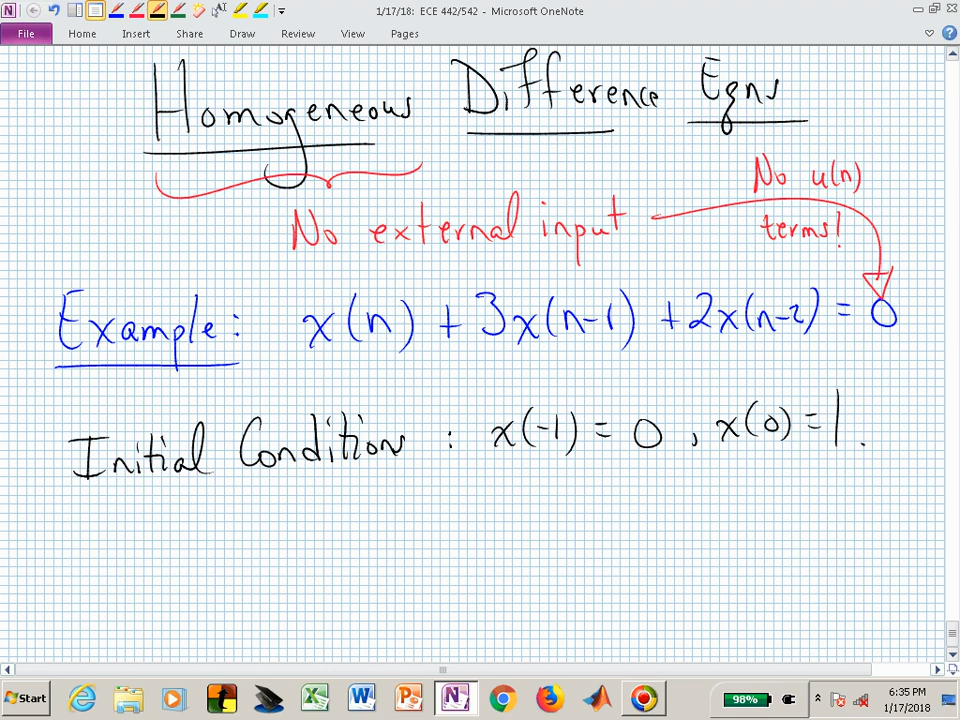 1/17/18: ECE 442/542 - Microsoft OneNote
File Home Insert Share Draw Review View Pages
Homogeneous Difference Eqns
No u(n)
No external input terms!
Example: x(n) + 3x(n-1) + 2x(n-2) = 0
Initial Conditions : x(-1) = 0 , x(0) = 1.
Start 98% 6:35 PM
1/17/2018